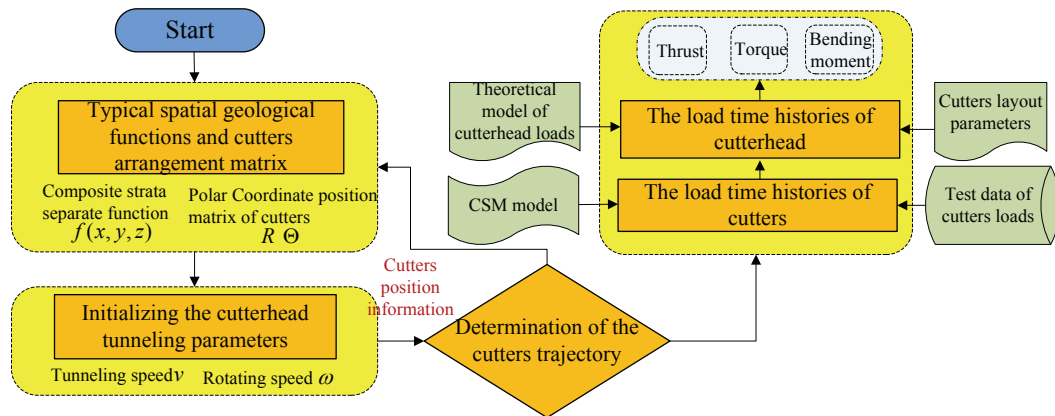 Start
Typical spatial geological
functions and cutters
arrangement matrix
Composite strata
separate function
f(x, y, z)
Polar Coordinate position
matrix of cutters
R Θ
Initializing the cutterhead
tunneling parameters
Tunneling speed v
Rotating speed ω
Cutters
position
information
Determination of the
cutters trajectory
Thrust
Torque
Bending
moment
Theoretical
model of
cutterhead loads
The load time histories of
cutterhead
Cutters layout
parameters
CSM model
The load time histories of
cutters
Test data of
cutters loads